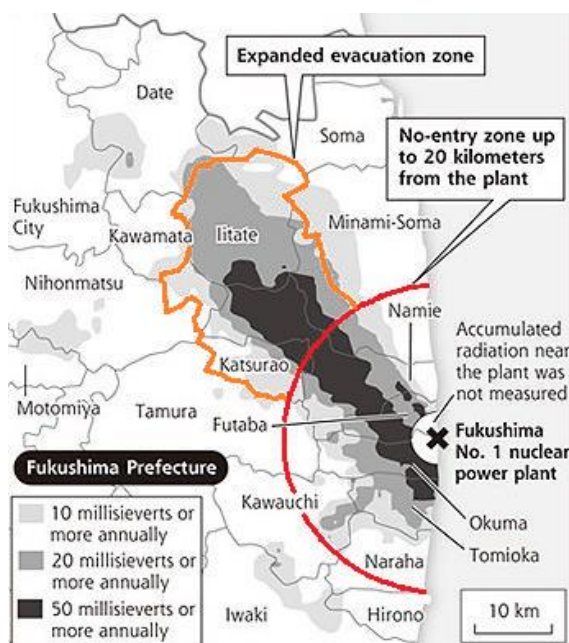 Expanded evacuation zone
Date
Soma
No-entry zone up
to 20 kilometers
from the plant
Fukushima
City
Kawamata
Iitate
Minami-Soma
Nihonmatsu
Namie
Accumulated
radiation near
the plant was
not measured
Katsurao
Motomiya
Tamura
Futaba
Fukushima
No. 1 nuclear
power plant
Fukushima Prefecture
10 millisieverts or
more annually
20 millisieverts or
more annually
50 millisieverts or
more annually
Kawauchi
Okuma
Tomioka
Naraha
Iwaki
Hirono
10 km